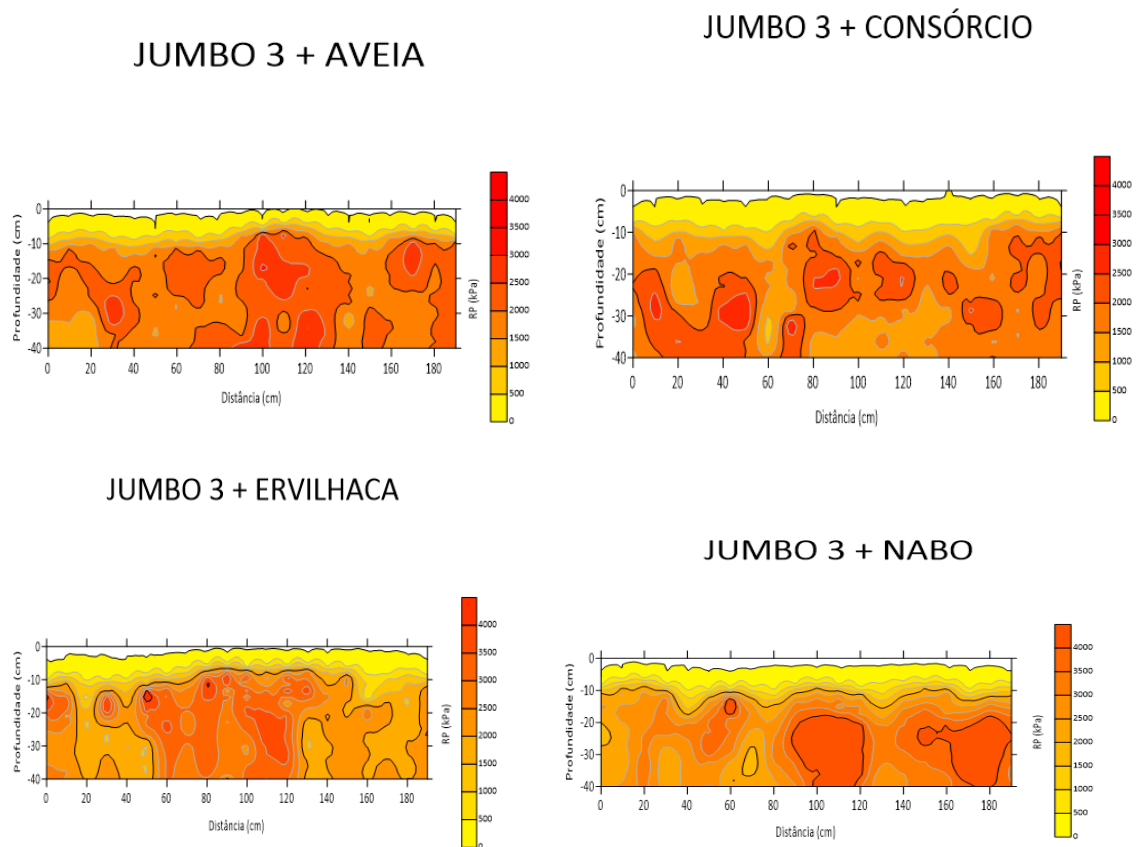 JUMBO 3 + AVEIA
0
-10
-20
-30
-40
Profundidade (cm)
0 20 40 60 80 100 120 140 160 180
Distância (cm)
4000
3500
3000
2500
2000
1500
1000
500
0
RP (kPa)
JUMBO 3 + CONSÓRCIO
0
-10
-20
-30
-40
Profundidade (cm)
0 20 40 60 80 100 120 140 160 180
Distância (cm)
4000
3500
3000
2500
2000
1500
1000
500
0
RP (kPa)
JUMBO 3 + ERVILHACA
0
-10
-20
-30
-40
Profundidade (cm)
0 20 40 60 80 100 120 140 160 180
Distância (cm)
4000
3500
3000
2500
2000
1500
1000
500
0
RP (kPa)
JUMBO 3 + NABO
0
-10
-20
-30
-40
Profundidade (cm)
0 20 40 60 80 100 120 140 160 180
Distância (cm)
4000
3500
3000
2500
2000
1500
1000
500
0
RP (kPa)